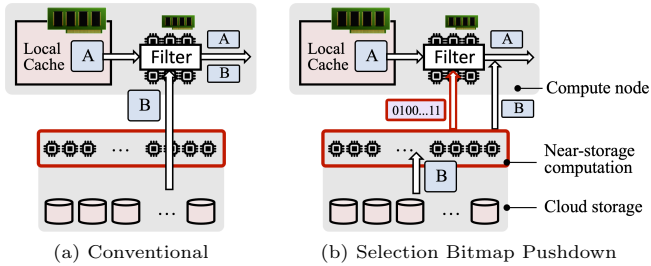 Local
Cache
A
Filter
A
B
B
...
...
(a) Conventional
Local
Cache
A
Filter
A
B
0100...11
Compute node
...
B
Near-storage
computation
...
Cloud storage
(b) Selection Bitmap Pushdown